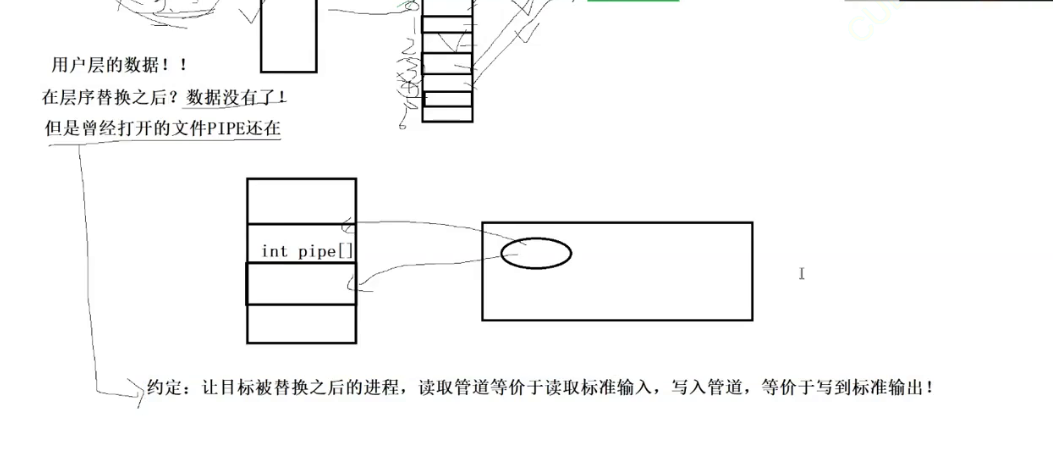 用户层的数据！！
在层序替换之后？数据没有了！
但是曾经打开的文件PIPE还在
int pipe[]
约定：让目标被替换之后的进程，读取管道等价于读取标准输入，写入管道，等价于写到标准输出！